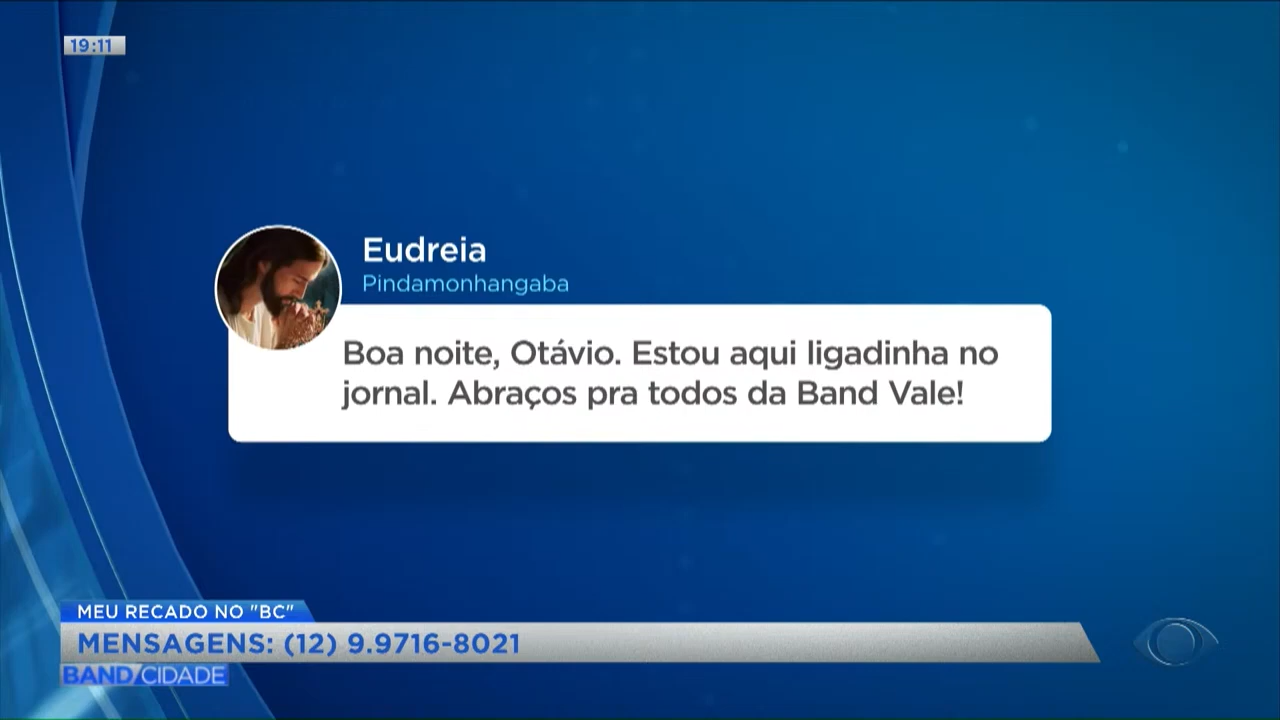 19:11
Eudreia
Pindamonhangaba
Boa noite, Otávio. Estou aqui ligadinha no
jornal. Abraços pra todos da Band Vale!
MEU RECADO NO "BC"
MENSAGENS: (12) 9.9716-8021
BAND/CIDADE